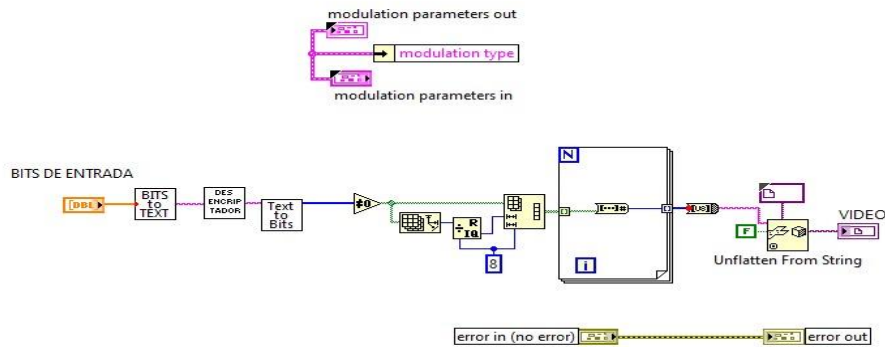 modulation parameters out
modulation type
modulation parameters in
BITS DE ENTRADA
DBL
BITS
to
TEXT
DES
ENCRIP
TADOR
Text
to
Bits
≠0
R
IQ
8
N
i
[U8]
F
VIDEO
Unflatten From String
error in (no error)
error out